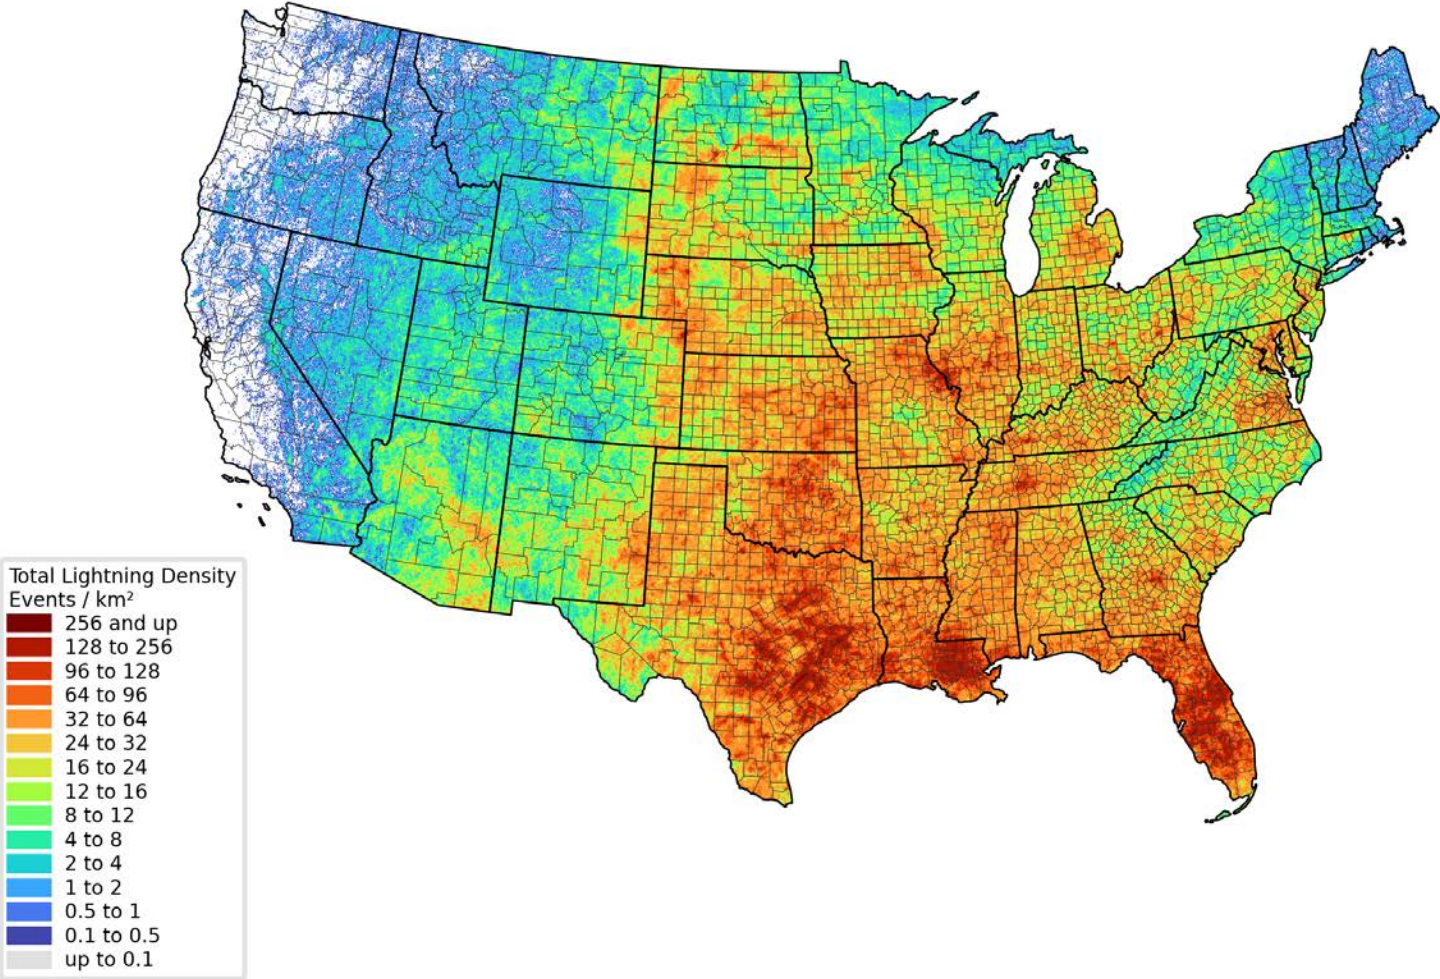 Total Lightning Density
Events / km²
256 and up
128 to 256
96 to 128
64 to 96
32 to 64
24 to 32
16 to 24
12 to 16
8 to 12
4 to 8
2 to 4
1 to 2
0.5 to 1
0.1 to 0.5
up to 0.1